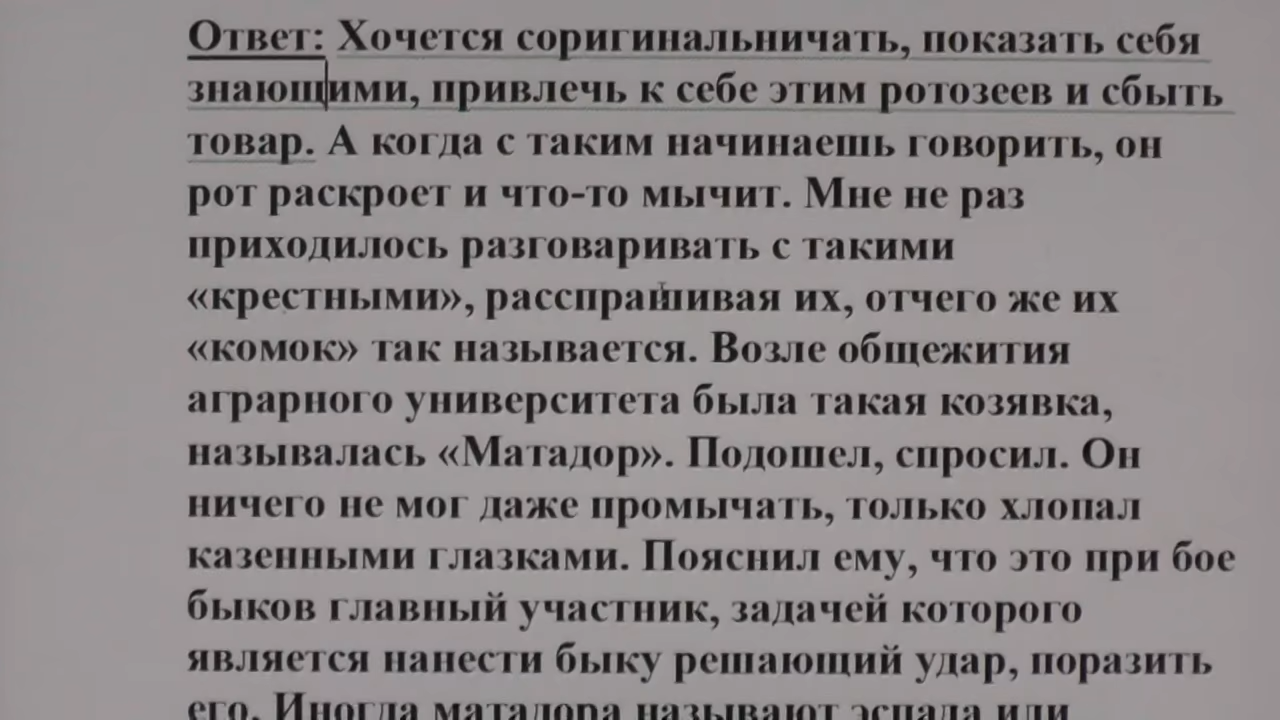 Ответ: Хочется соригинальничать, показать себя
знающими, привлечь к себе этим ротозеев и сбыть
товар. А когда с таким начинаешь говорить, он
рот раскроет и что-то мычит. Мне не раз
приходилось разговаривать с такими
«крестными», расспрашивая их, отчего же их
«комок» так называется. Возле общежития
аграрного университета была такая козявка,
называлась «Матадор». Подошел, спросил. Он
ничего не мог даже промычать, только хлопал
казенными глазками. Пояснил ему, что это при бое
быков главный участник, задачей которого
является нанести быку решающий удар, поразить
его. Иногда матадора называют эспада или